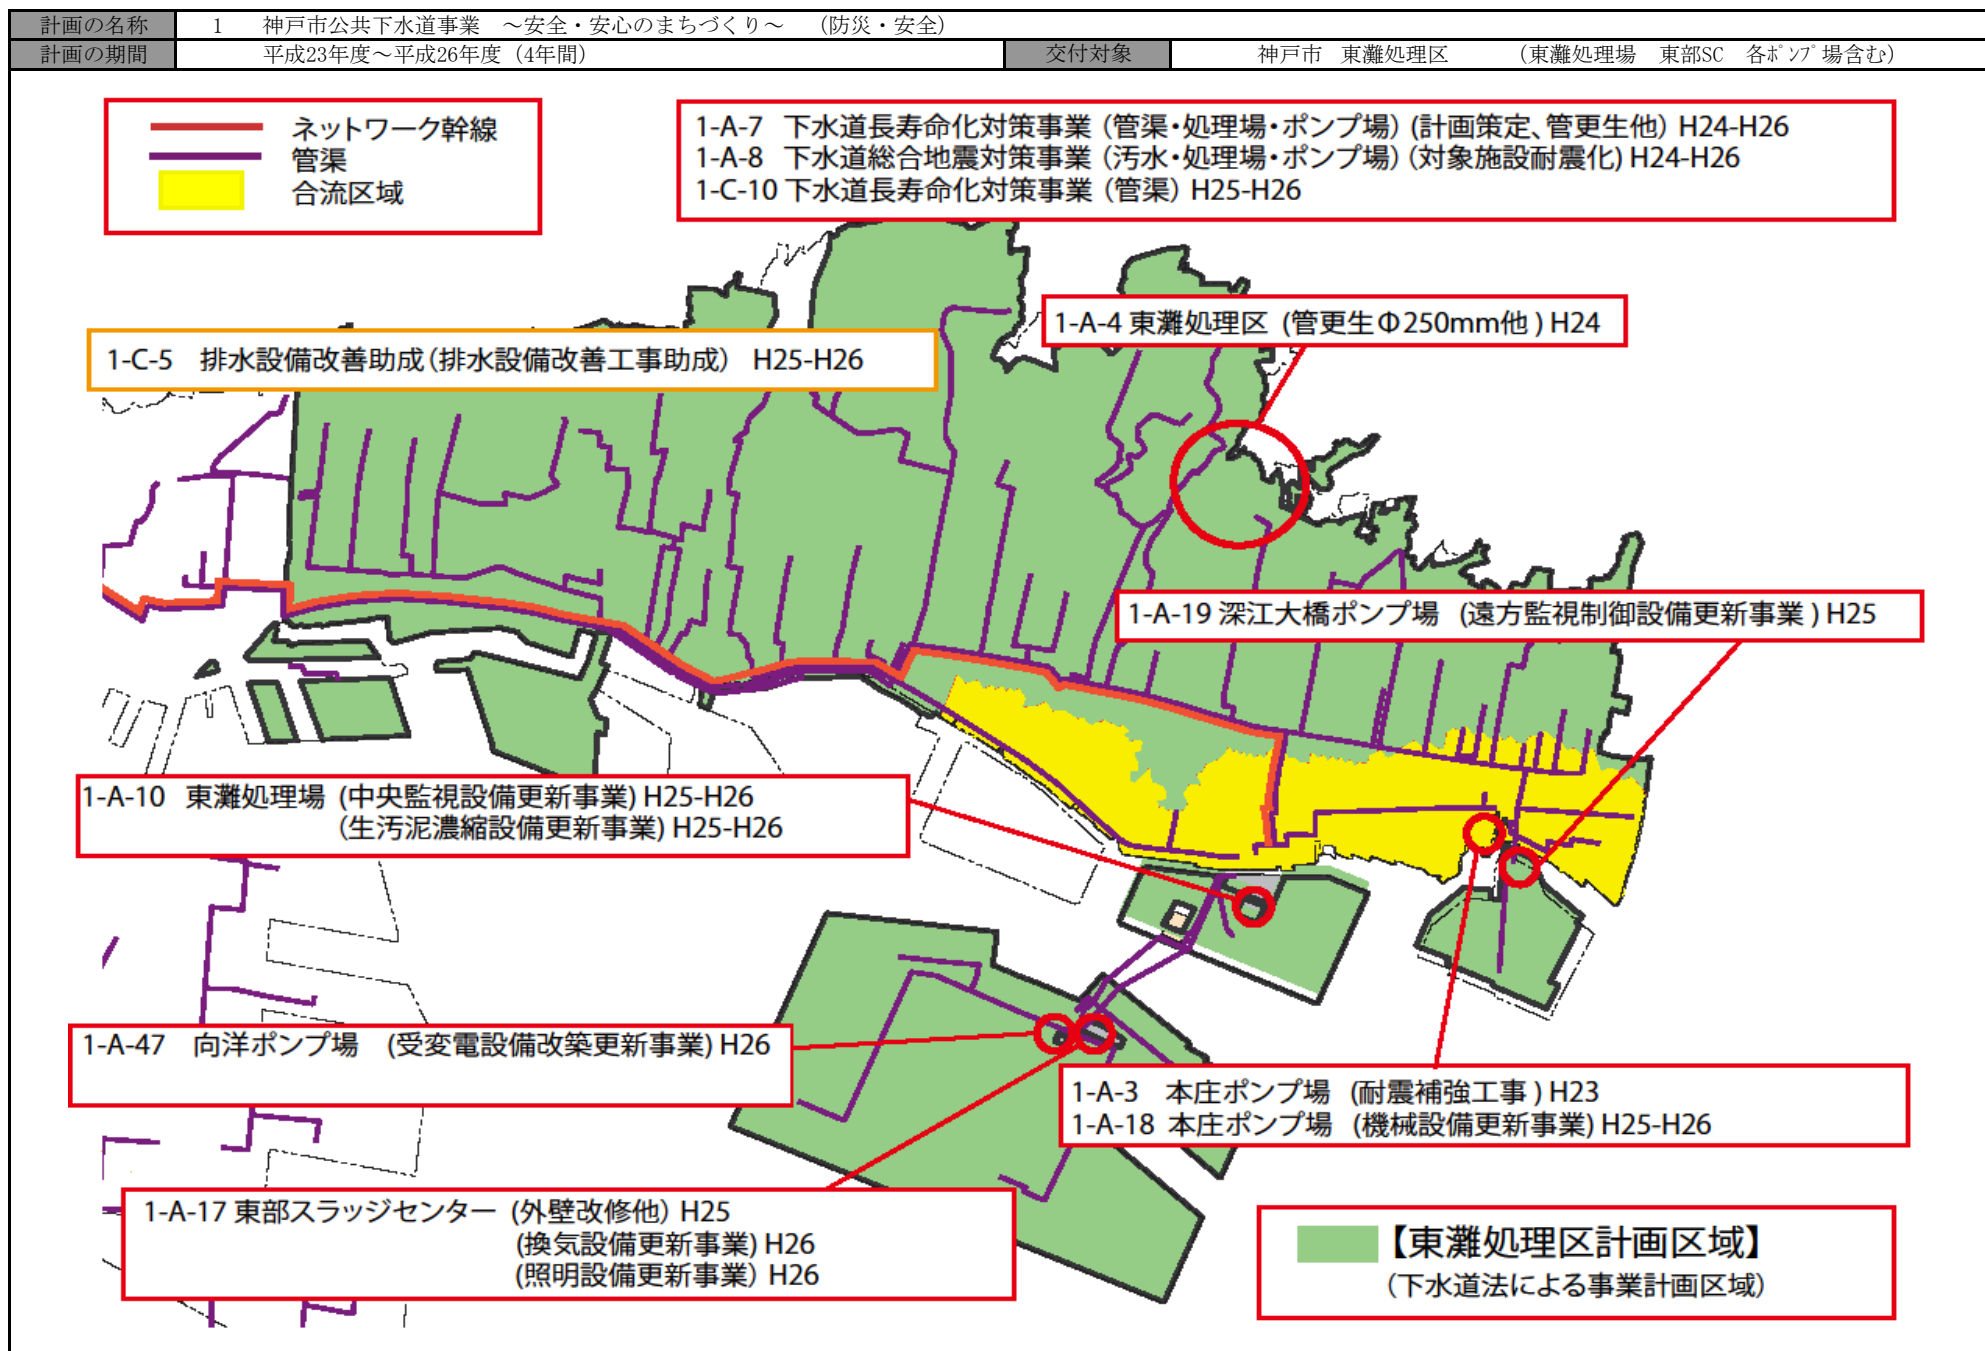 計画の名称 1 神戸市公共下水道事業 ～安全・安心のまちづくり～ (防災・安全)
計画の期間 平成23年度～平成26年度 (4年間) 交付対象 神戸市 東灘処理区 (東灘処理場 東部SC 各ﾎﾟﾝﾌﾟ場含む)
ネットワーク幹線
管渠
合流区域
1-A-7 下水道長寿命化対策事業 (管渠・処理場・ポンプ場) (計画策定、管更生他) H24-H26
1-A-8 下水道総合地震対策事業 (汚水・処理場・ポンプ場) (対象施設耐震化) H24-H26
1-C-10 下水道長寿命化対策事業 (管渠) H25-H26
1-A-4 東灘処理区 (管更生Φ250mm他 ) H24
1-C-5 排水設備改善助成 (排水設備改善工事助成) H25-H26
1-A-19 深江大橋ポンプ場 (遠方監視制御設備更新事業 ) H25
1-A-10 東灘処理場 (中央監視設備更新事業) H25-H26
(生汚泥濃縮設備更新事業) H25-H26
1-A-47 向洋ポンプ場 (受変電設備改築更新事業) H26
1-A-3 本庄ポンプ場 (耐震補強工事 ) H23
1-A-18 本庄ポンプ場 (機械設備更新事業) H25-H26
1-A-17 東部スラッジセンター (外壁改修他) H25
(換気設備更新事業) H26
(照明設備更新事業) H26
【東灘処理区計画区域】
(下水道法による事業計画区域)